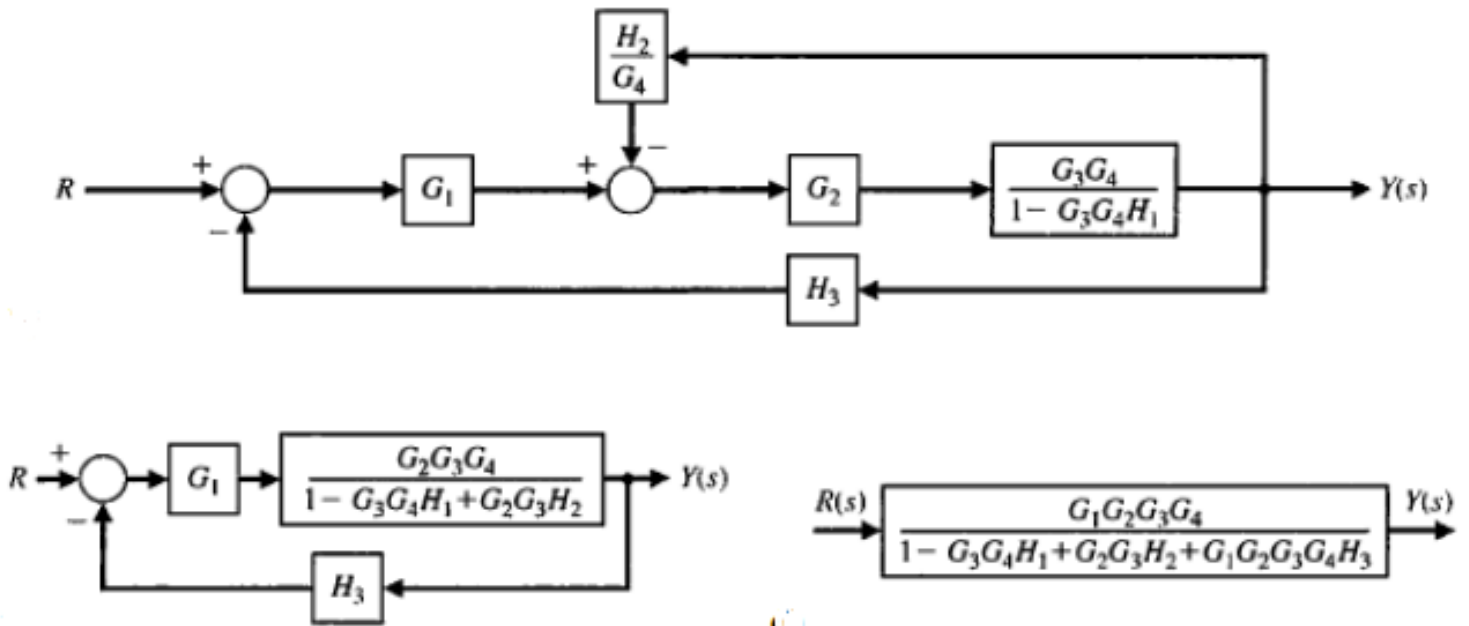 H₂
G₄
R
+
−
G₁
+
−
G₂
G₃G₄
1− G₃G₄H₁
Y(s)
H₃
R
+
−
G₁
G₂G₃G₄
1− G₃G₄H₁+G₂G₃H₂
Y(s)
H₃
R(s)
G₁G₂G₃G₄
1− G₃G₄H₁+G₂G₃H₂+G₁G₂G₃G₄H₃
Y(s)